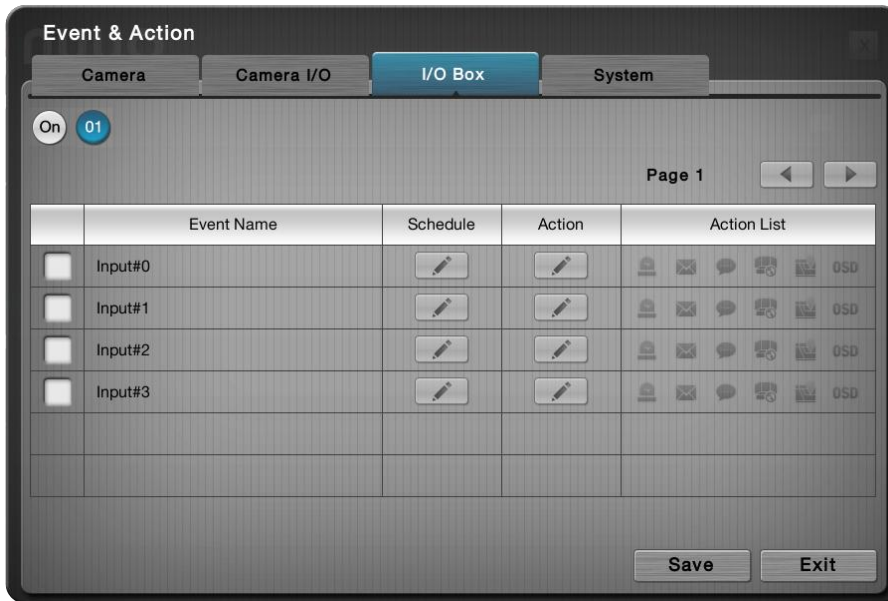 Event & Action
Camera Camera I/O I/O Box System
On 01
Page 1
Event Name Schedule Action Action List
Input#0 OSD
Input#1 OSD
Input#2 OSD
Input#3 OSD
Save Exit